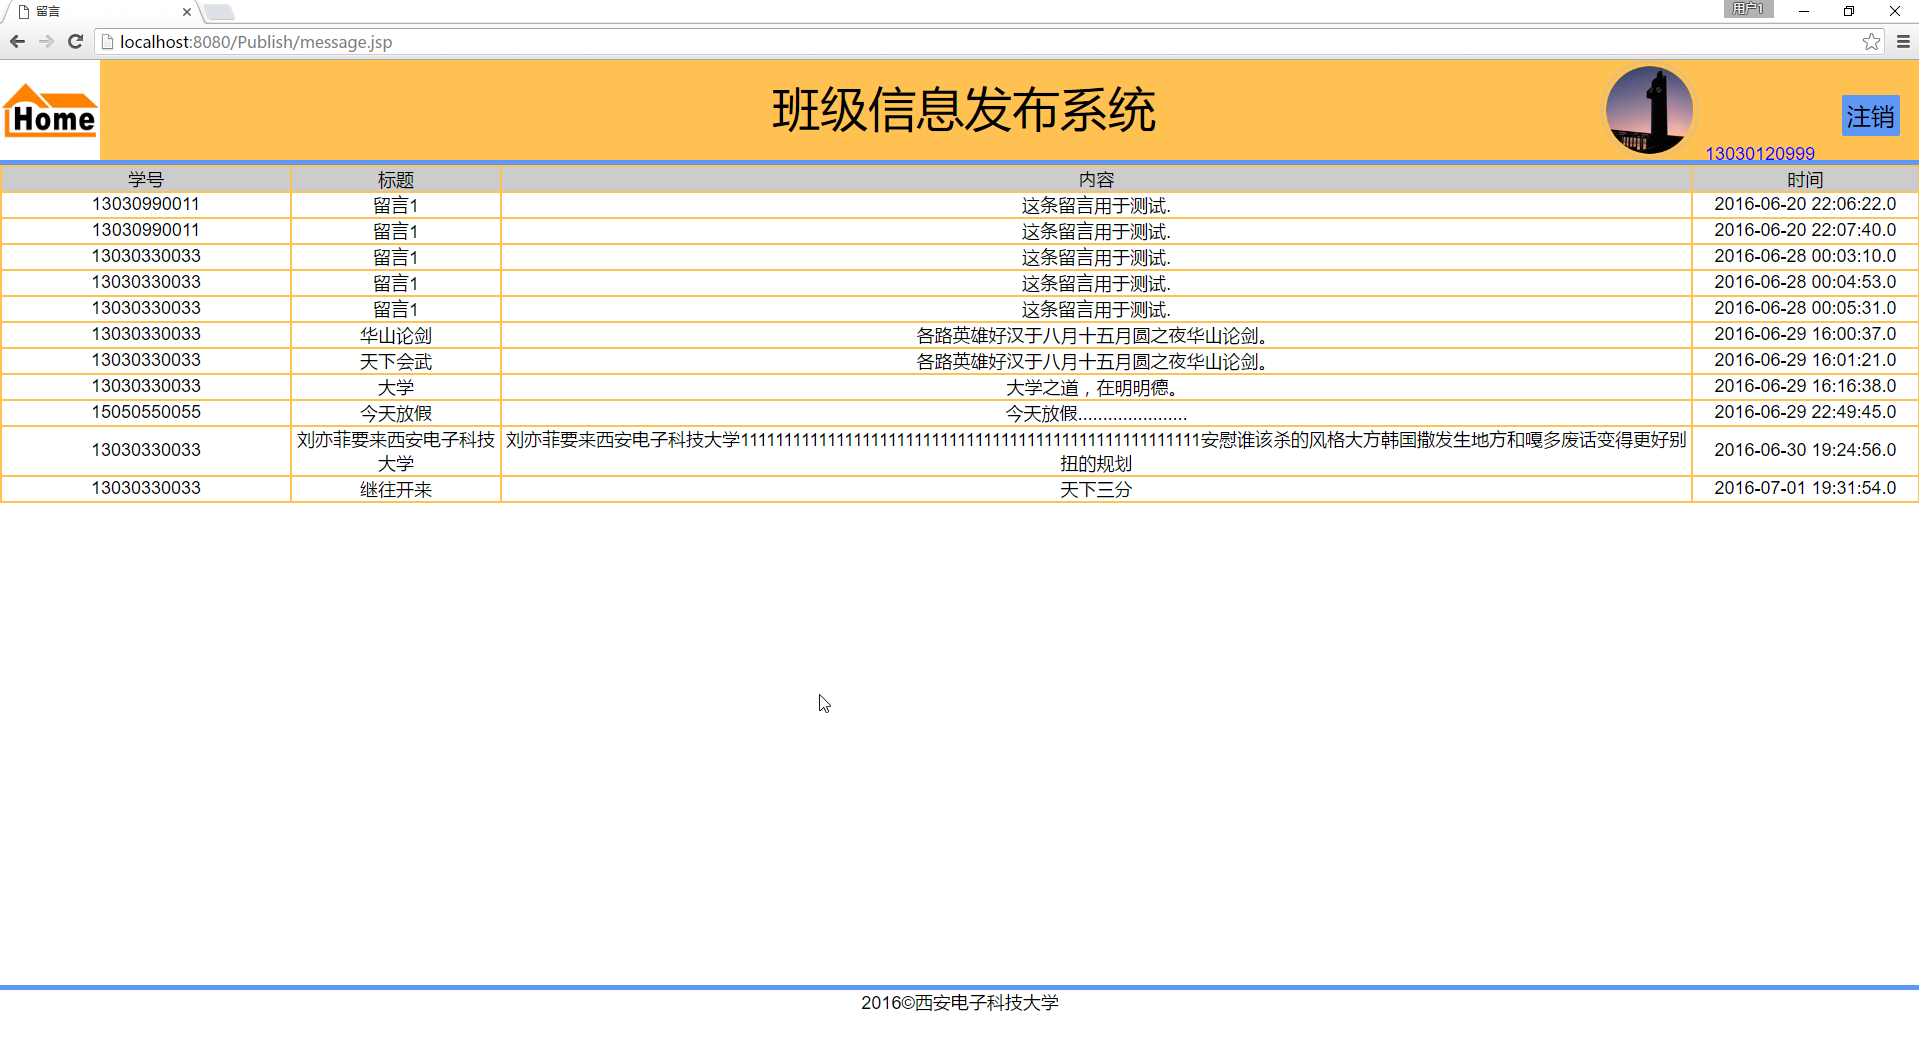 留言
用户1
localhost:8080/Publish/message.jsp
Home
班级信息发布系统
13030120999
注销
学号 标题 内容 时间
13030990011 留言1 这条留言用于测试. 2016-06-20 22:06:22.0
13030990011 留言1 这条留言用于测试. 2016-06-20 22:07:40.0
13030330033 留言1 这条留言用于测试. 2016-06-28 00:03:10.0
13030330033 留言1 这条留言用于测试. 2016-06-28 00:04:53.0
13030330033 留言1 这条留言用于测试. 2016-06-28 00:05:31.0
13030330033 华山论剑 各路英雄好汉于八月十五月圆之夜华山论剑。 2016-06-29 16:00:37.0
13030330033 天下会武 各路英雄好汉于八月十五月圆之夜华山论剑。 2016-06-29 16:01:21.0
13030330033 大学 大学之道，在明明德。 2016-06-29 16:16:38.0
15050550055 今天放假 今天放假...................... 2016-06-29 22:49:45.0
刘亦菲要来西安电子科技 刘亦菲要来西安电子科技大学1111111111111111111111111111111111111111111111111111安慰谁该杀的风格大方韩国撒发生地方和嘎多废话变得更好别
13030330033 大学 扭的规划 2016-06-30 19:24:56.0
13030330033 继往开来 天下三分 2016-07-01 19:31:54.0
2016©西安电子科技大学